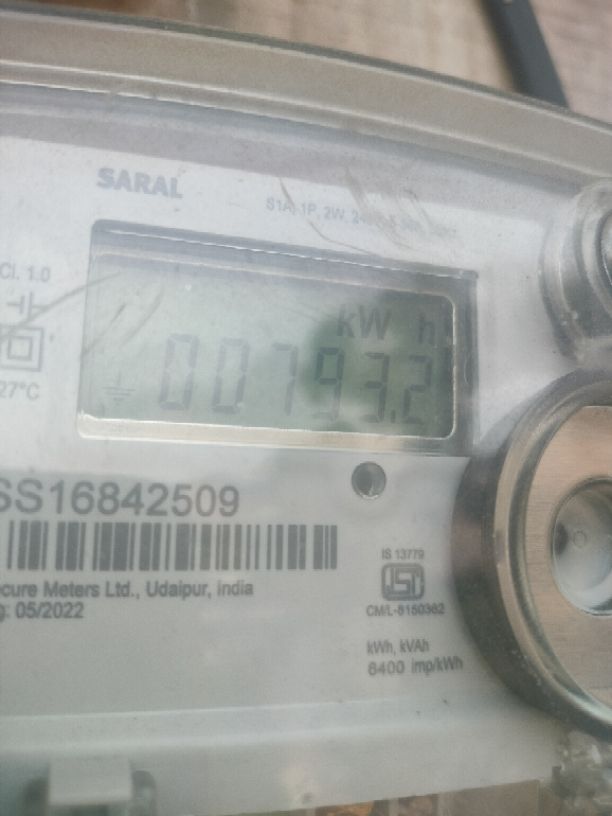 SARAL
Cl. 1.0
27°C
kW h
00793.2
SS16842509
cure Meters Ltd., Udaipur, India
g: 05/2022
IS 13779
CM/L-8150362
kWh, kVAh
6400 imp/kWh